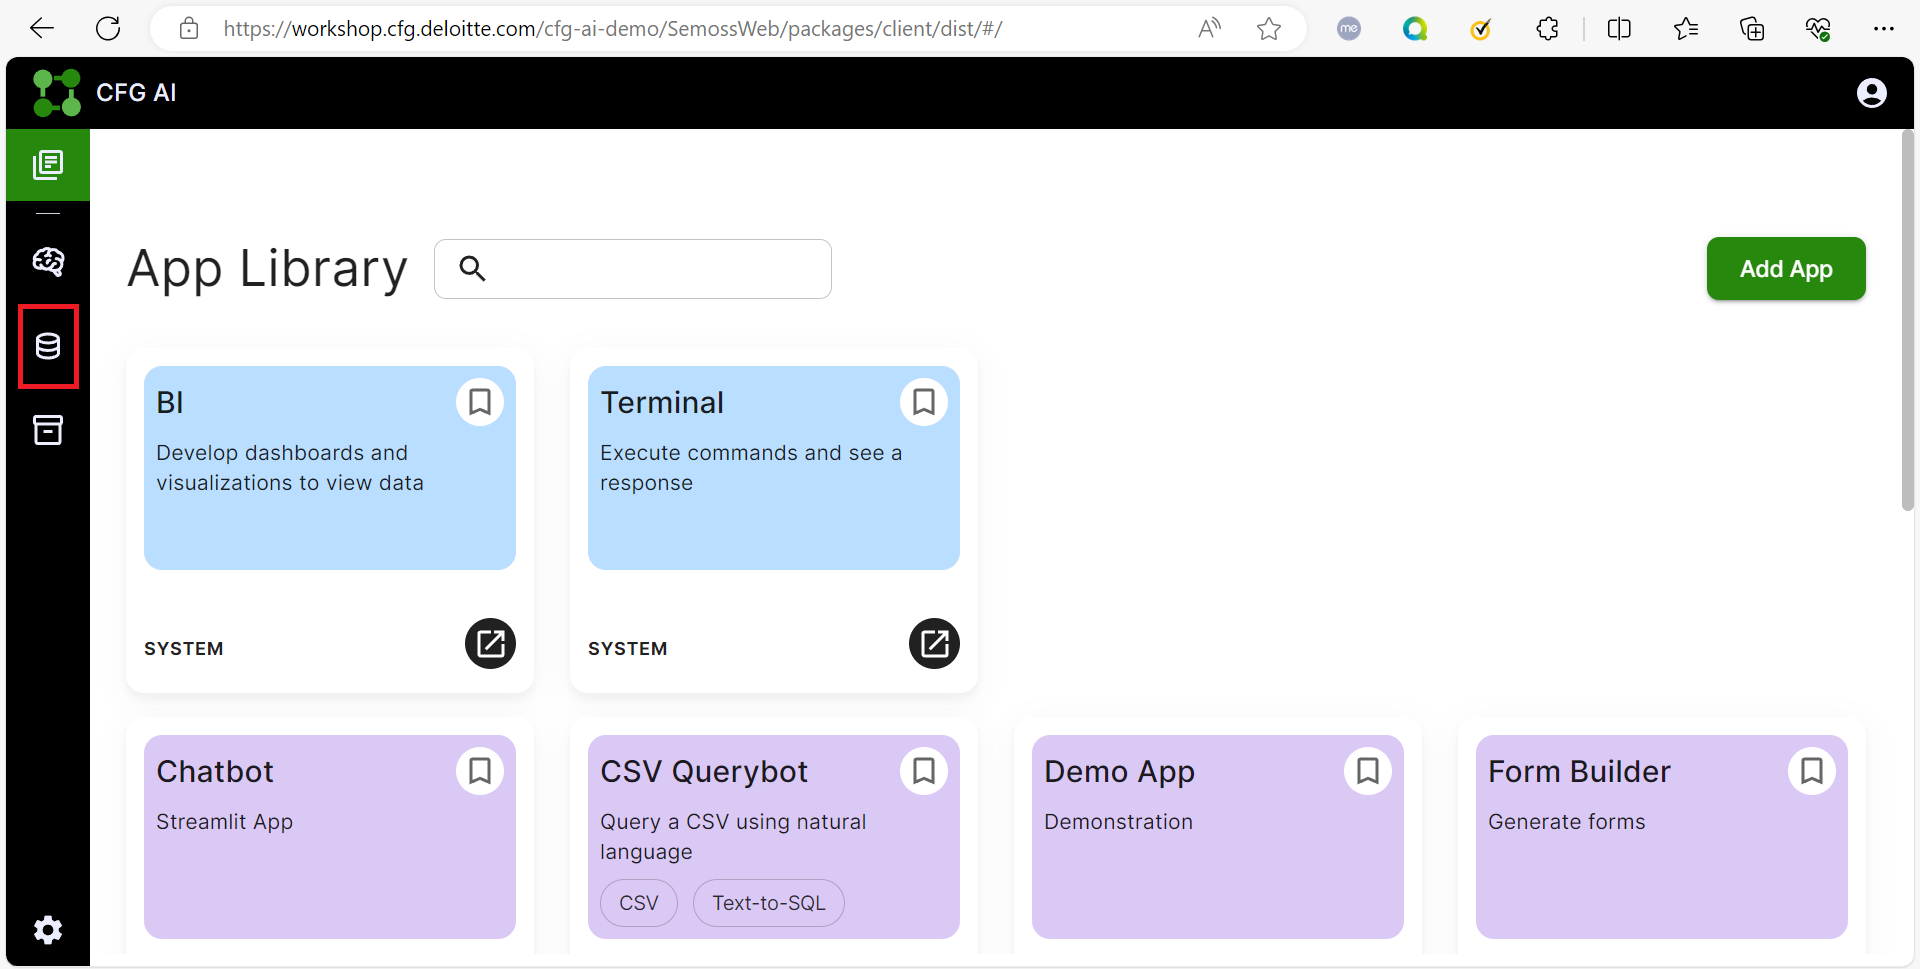 https://workshop.cfg.deloitte.com/cfg-ai-demo/SemossWeb/packages/client/dist/#/
me
CFG AI
App Library
Add App
BI
Develop dashboards and
visualizations to view data
SYSTEM
Terminal
Execute commands and see a
response
SYSTEM
Chatbot
Streamlit App
CSV Querybot
Query a CSV using natural
language
CSV
Text-to-SQL
Demo App
Demonstration
Form Builder
Generate forms